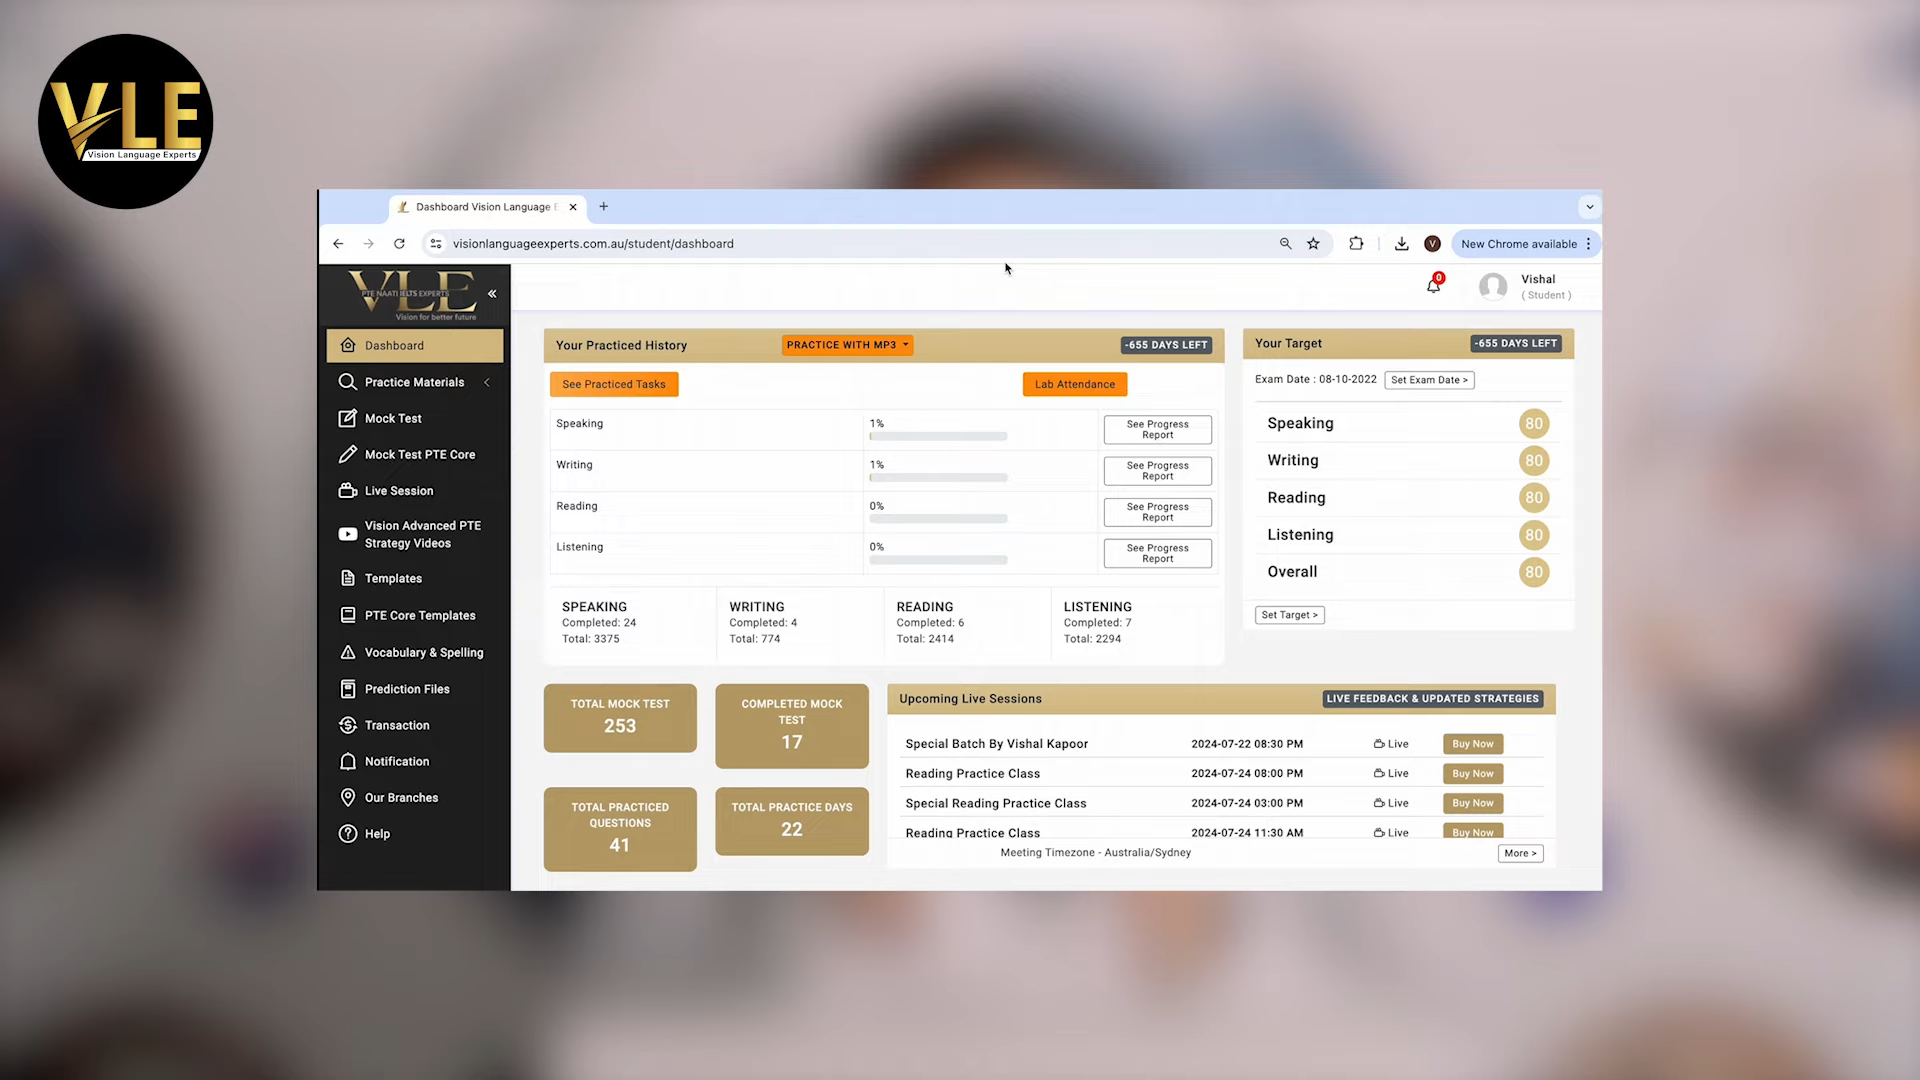 VLE
Vision Language Experts
Dashboard Vision Language E
visionlanguageexperts.com.au/student/dashboard
V
New Chrome available
VLE
PTE NAATI IELTS EXPERTS
Vision for better future
0
Vishal
( Student )
Dashboard
Practice Materials
Mock Test
Mock Test PTE Core
Live Session
Vision Advanced PTE
Strategy Videos
Templates
PTE Core Templates
Vocabulary & Spelling
Prediction Files
Transaction
Notification
Our Branches
Help
Your Practiced History
PRACTICE WITH MP3
-655 DAYS LEFT
See Practiced Tasks
Lab Attendance
Speaking
1%
See Progress
Report
Writing
1%
See Progress
Report
Reading
0%
See Progress
Report
Listening
0%
See Progress
Report
SPEAKING
Completed: 24
Total: 3375
WRITING
Completed: 4
Total: 774
READING
Completed: 6
Total: 2414
LISTENING
Completed: 7
Total: 2294
Your Target
-655 DAYS LEFT
Exam Date : 08-10-2022
Set Exam Date >
Speaking 80
Writing 80
Reading 80
Listening 80
Overall 80
Set Target >
TOTAL MOCK TEST
253
COMPLETED MOCK
TEST
17
TOTAL PRACTICED
QUESTIONS
41
TOTAL PRACTICE DAYS
22
Upcoming Live Sessions
LIVE FEEDBACK & UPDATED STRATEGIES
Special Batch By Vishal Kapoor 2024-07-22 08:30 PM Live Buy Now
Reading Practice Class 2024-07-24 08:00 PM Live Buy Now
Special Reading Practice Class 2024-07-24 03:00 PM Live Buy Now
Reading Practice Class 2024-07-24 11:30 AM Live Buy Now
Meeting Timezone - Australia/Sydney
More >